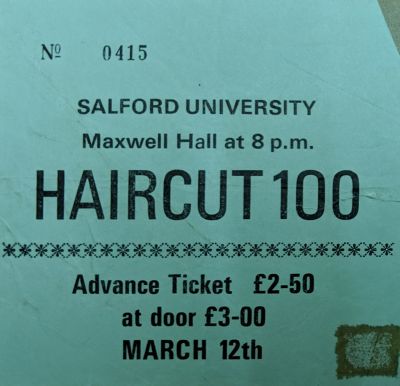 Nº 0415
SALFORD UNIVERSITY
Maxwell Hall at 8 p.m.
HAIRCUT 100
Advance Ticket £2-50
at door £3-00
MARCH 12th